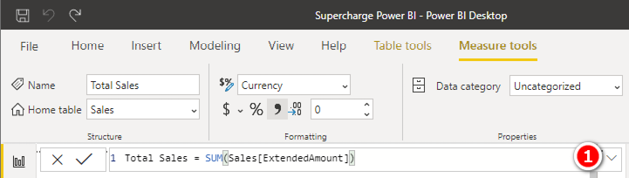 Supercharge Power BI - Power BI Desktop
File Home Insert Modeling View Help Table tools Measure tools
Name Total Sales $% Currency Data category Uncategorized
Home table Sales $ % , .00 0
Structure Formatting Properties
1 Total Sales = SUM(Sales[ExtendedAmount]) 1